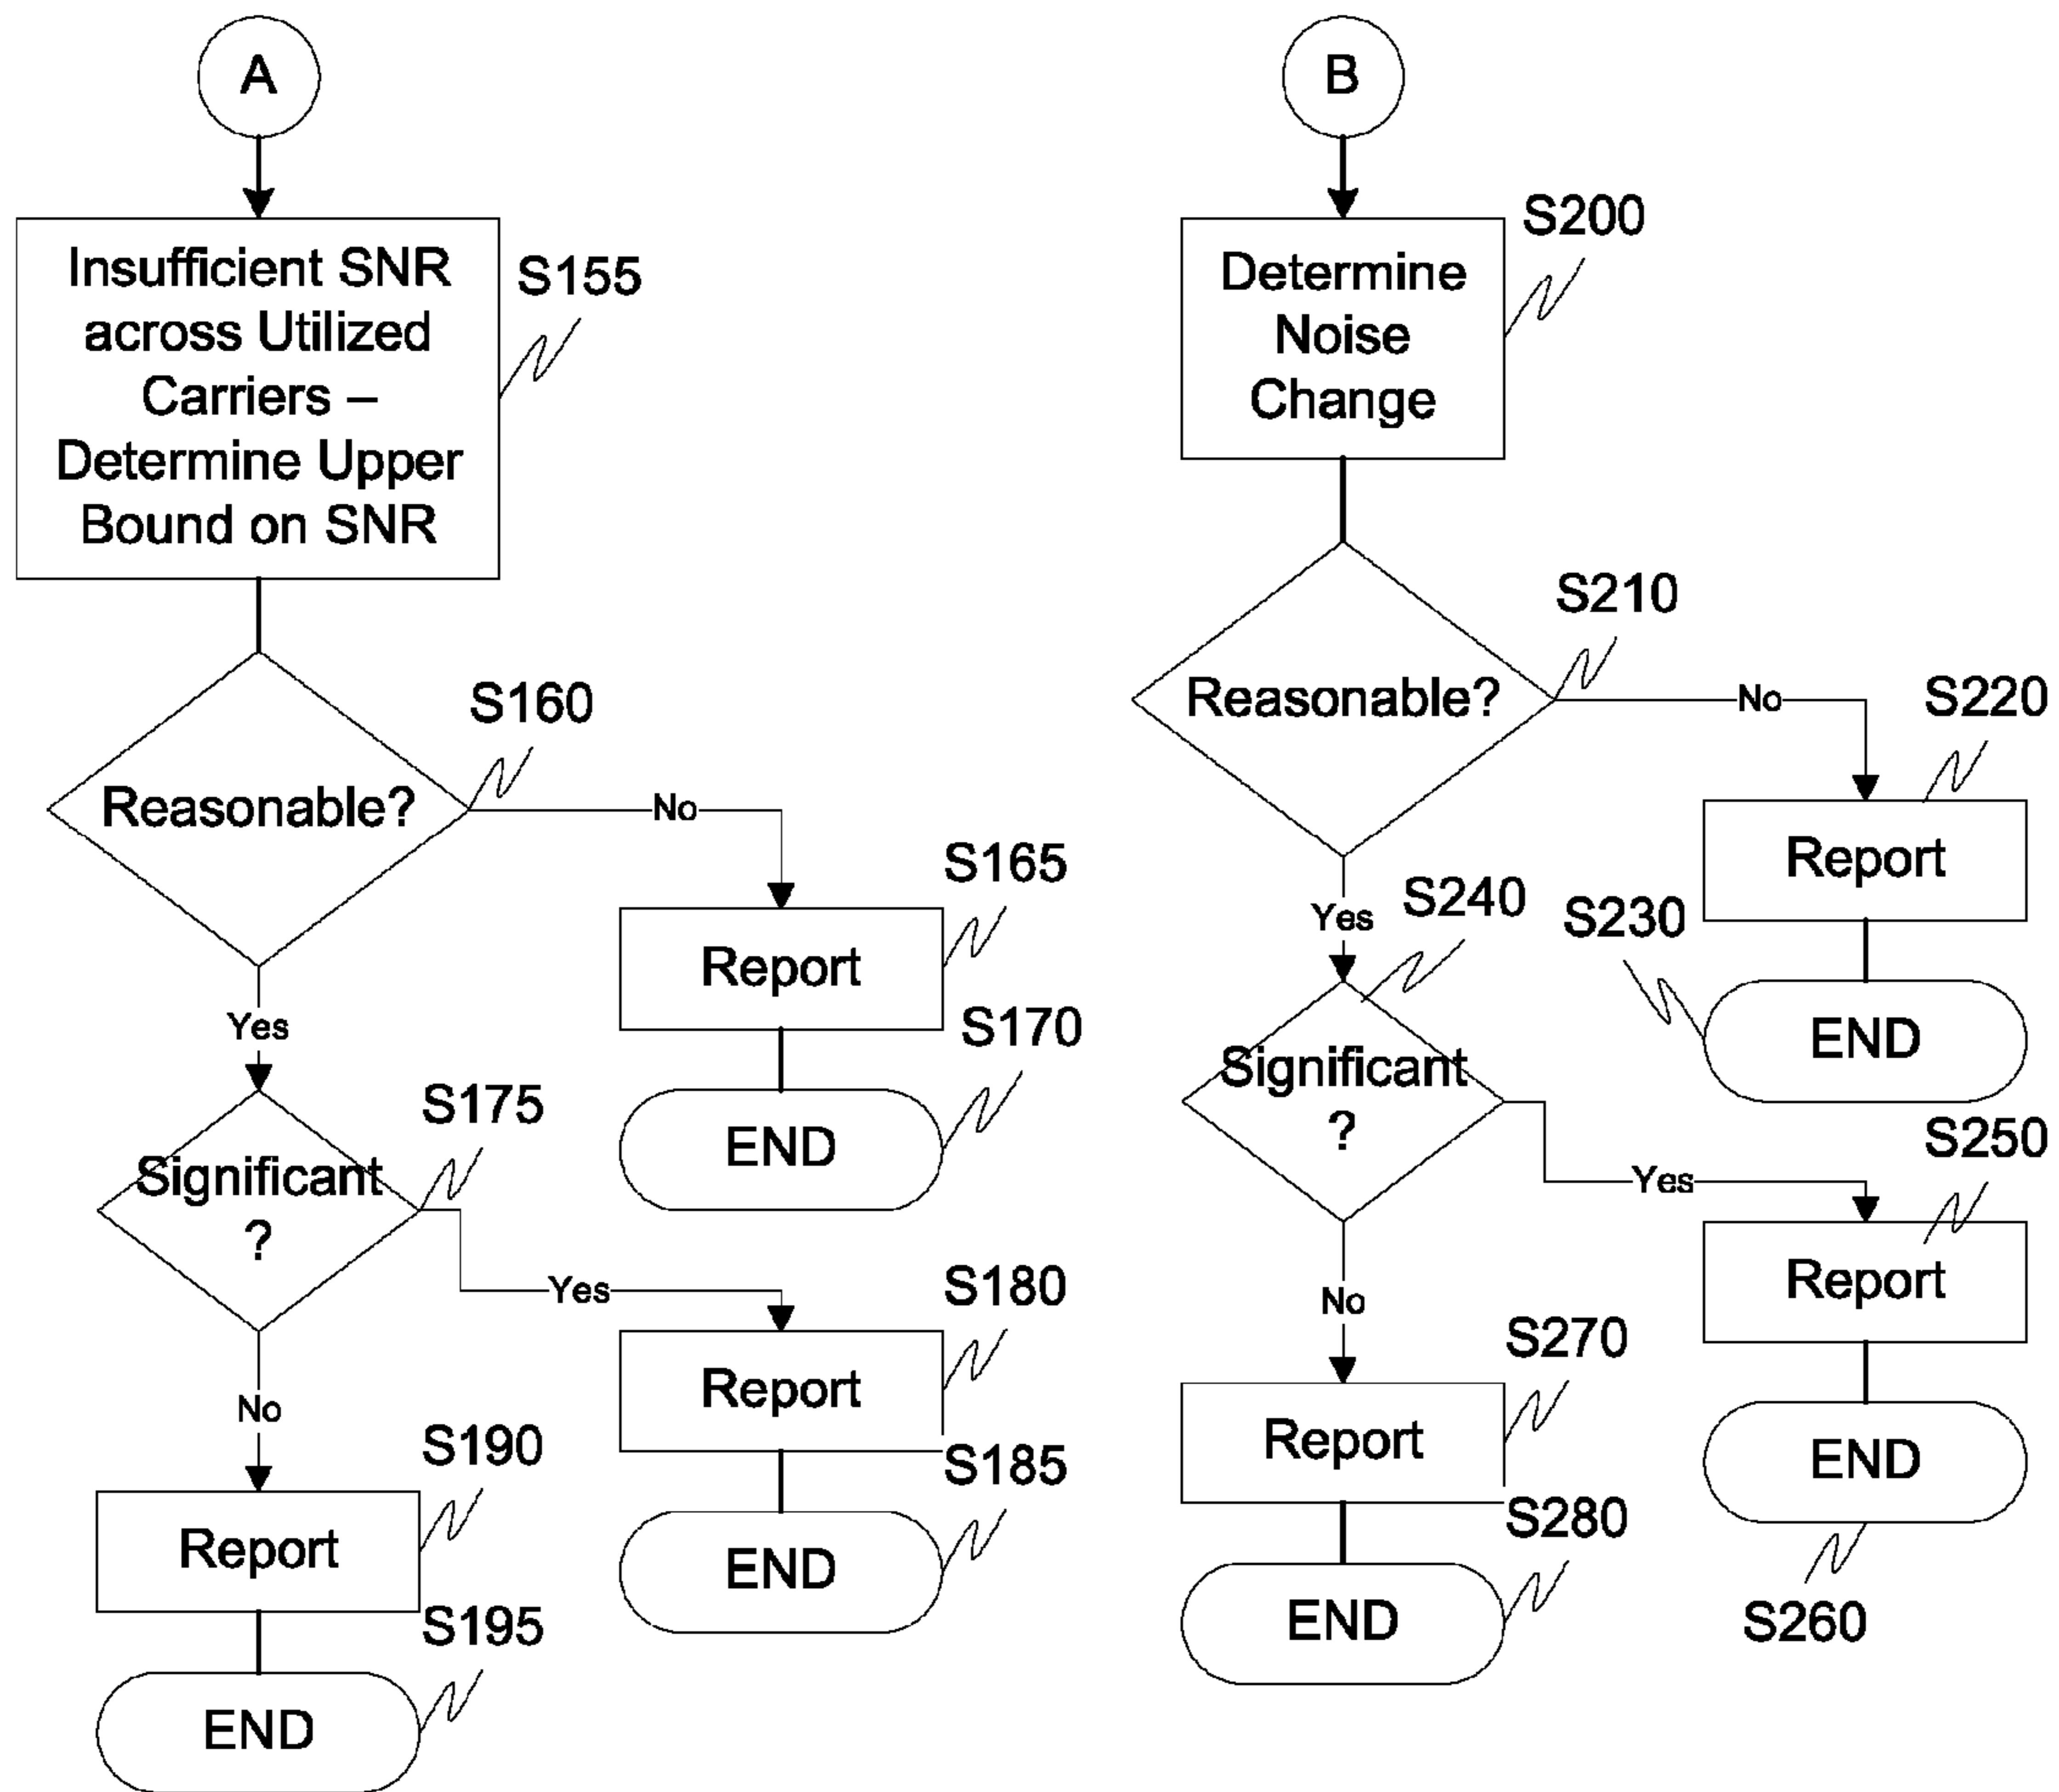 A
Insufficient SNR
across Utilized
Carriers –
Determine Upper
Bound on SNR
S155
Reasonable?
S160
No
S165
Report
S170
END
Yes
S175
Significant
?
Yes
S180
Report
S185
END
No
S190
Report
S195
END
B
S200
Determine
Noise
Change
S210
Reasonable?
No
S220
Report
S230
END
Yes
S240
Significant
?
Yes
S250
Report
END
S260
No
S270
Report
S280
END